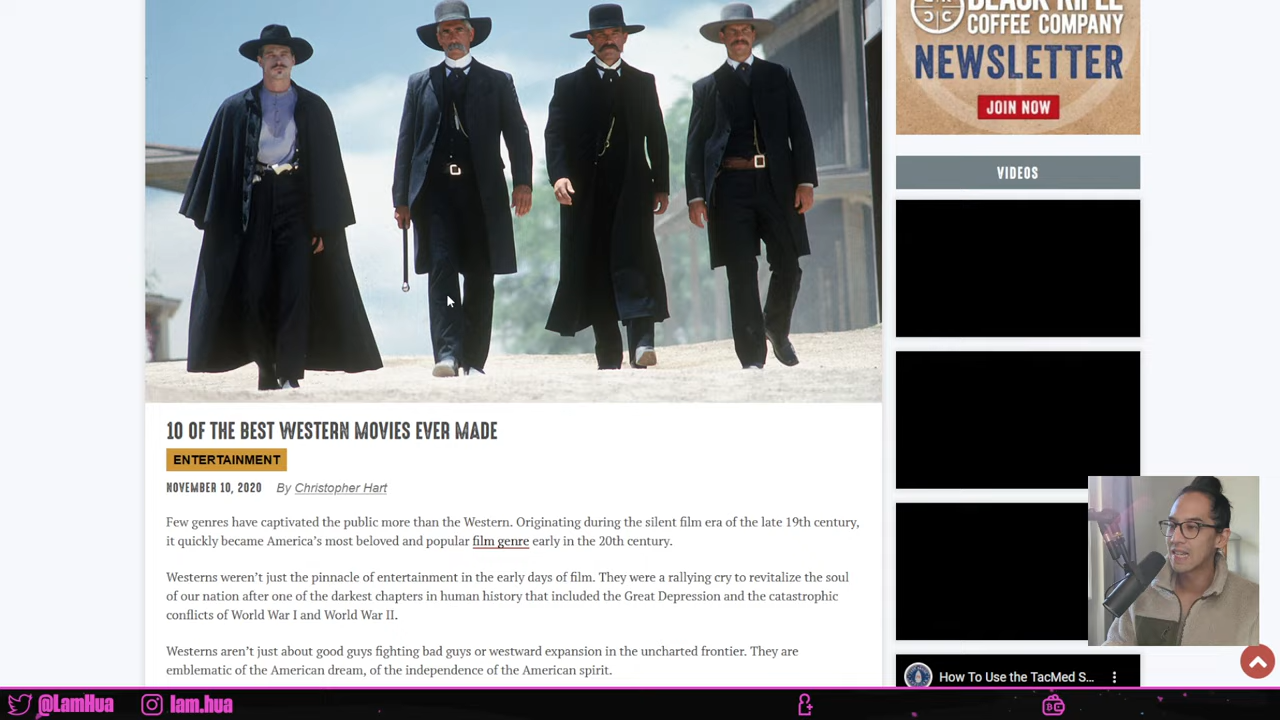 BLACK RIFLE
COFFEE COMPANY
NEWSLETTER
JOIN NOW
VIDEOS
10 OF THE BEST WESTERN MOVIES EVER MADE
ENTERTAINMENT
NOVEMBER 10, 2020 By Christopher Hart
Few genres have captivated the public more than the Western. Originating during the silent film era of the late 19th century,
it quickly became America's most beloved and popular film genre early in the 20th century.
Westerns weren't just the pinnacle of entertainment in the early days of film. They were a rallying cry to revitalize the soul
of our nation after one of the darkest chapters in human history that included the Great Depression and the catastrophic
conflicts of World War I and World War II.
Westerns aren't just about good guys fighting bad guys or westward expansion in the uncharted frontier. They are
emblematic of the American dream, of the independence of the American spirit.
How To Use the TacMed S...
@LamHua
lam.hua